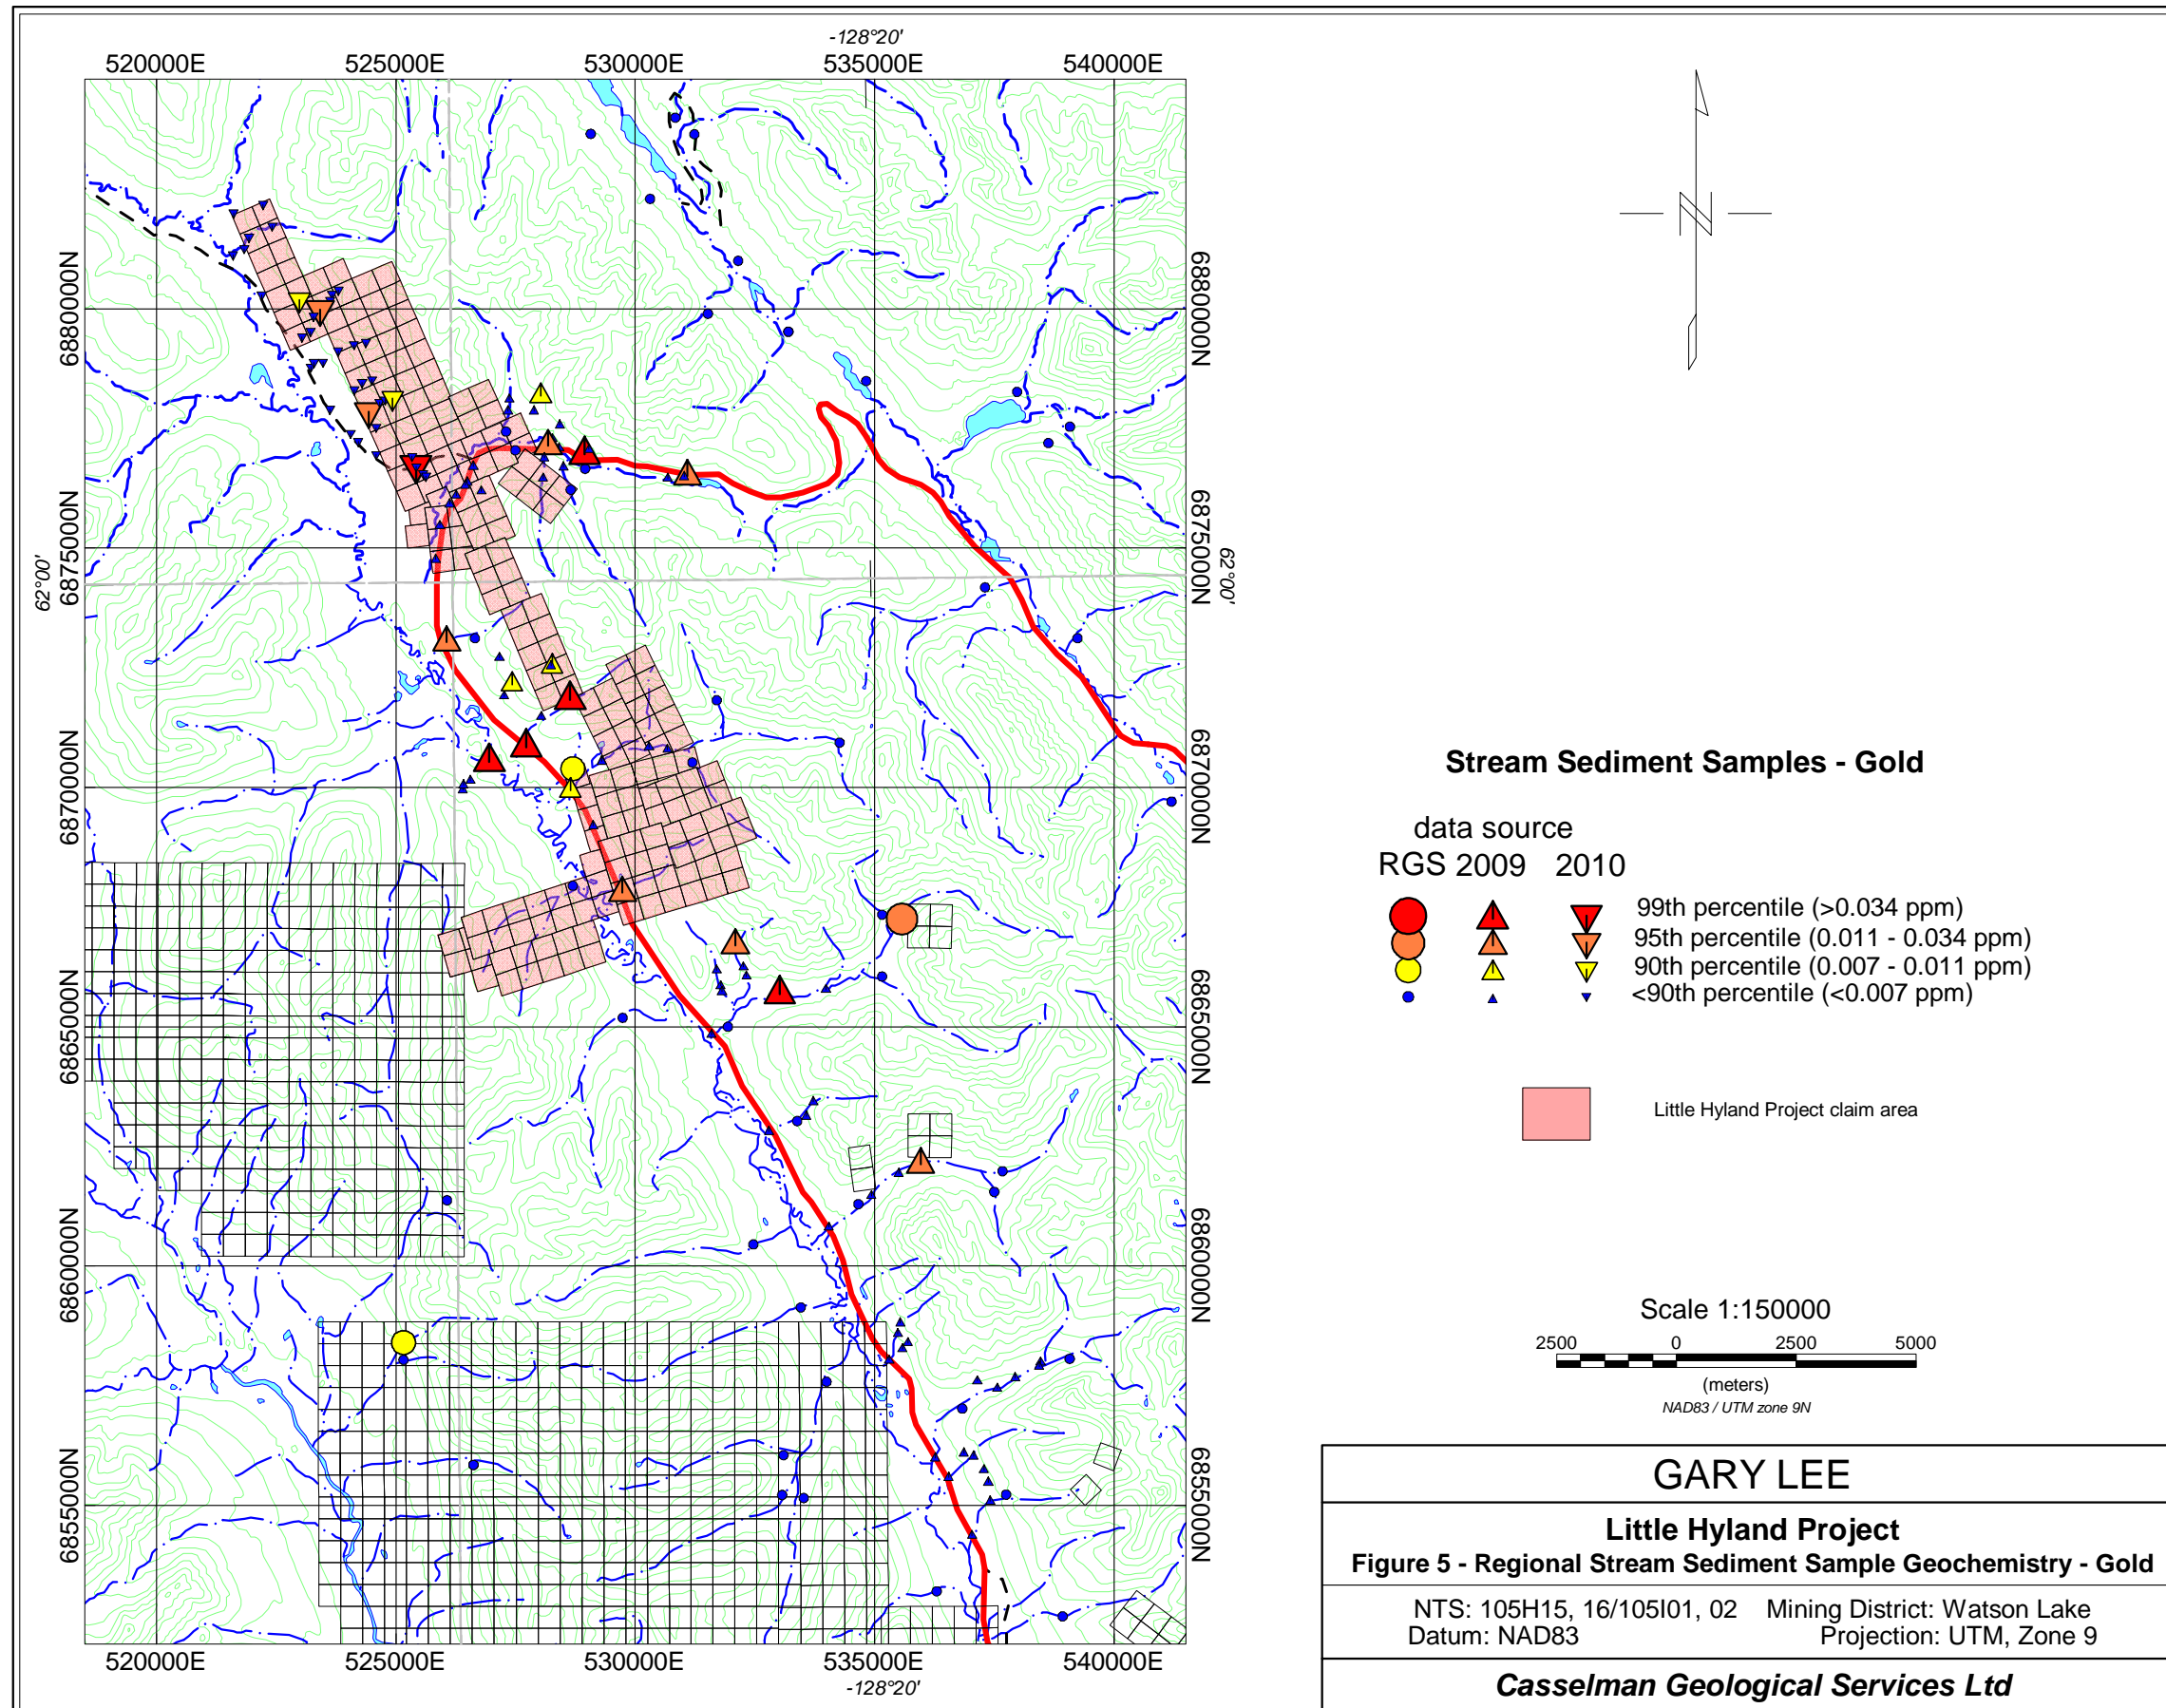 -128°20'
520000E 525000E 530000E 535000E 540000E
6880000N 6880000N
6875000N 6875000N
62°00' 62°00'
6870000N 6870000N
6865000N 6865000N
6860000N 6860000N
6855000N 6855000N
520000E 525000E 530000E 535000E 540000E
-128°20'
N
Stream Sediment Samples - Gold
data source
RGS 2009 2010
99th percentile (>0.034 ppm)
95th percentile (0.011 - 0.034 ppm)
90th percentile (0.007 - 0.011 ppm)
<90th percentile (<0.007 ppm)
Little Hyland Project claim area
Scale 1:150000
2500 0 2500 5000
(meters)
NAD83 / UTM zone 9N
GARY LEE
Little Hyland Project
Figure 5 - Regional Stream Sediment Sample Geochemistry - Gold
NTS: 105H15, 16/105I01, 02 Mining District: Watson Lake
Datum: NAD83 Projection: UTM, Zone 9
Casselman Geological Services Ltd